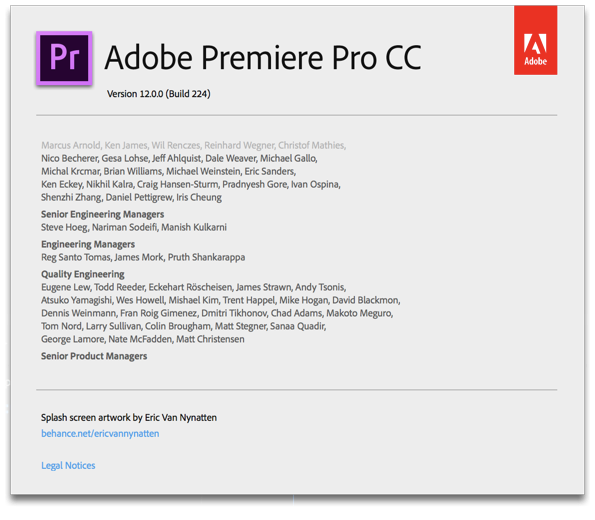 Pr
Adobe Premiere Pro CC
Adobe
Version 12.0.0 (Build 224)
Marcus Arnold, Ken James, Wil Renczes, Reinhard Wegner, Christof Mathies,
Nico Becherer, Gesa Lohse, Jeff Ahlquist, Dale Weaver, Michael Gallo,
Michal Krcmar, Brian Williams, Michael Weinstein, Eric Sanders,
Ken Eckey, Nikhil Kalra, Craig Hansen-Sturm, Pradnyesh Gore, Ivan Ospina,
Shenzhi Zhang, Daniel Pettigrew, Iris Cheung
Senior Engineering Managers
Steve Hoeg, Nariman Sodeifi, Manish Kulkarni
Engineering Managers
Reg Santo Tomas, James Mork, Pruth Shankarappa
Quality Engineering
Eugene Lew, Todd Reeder, Eckehart Röscheisen, James Strawn, Andy Tsonis,
Atsuko Yamagishi, Wes Howell, Mishael Kim, Trent Happel, Mike Hogan, David Blackmon,
Dennis Weinmann, Fran Roig Gimenez, Dmitri Tikhonov, Chad Adams, Makoto Meguro,
Tom Nord, Larry Sullivan, Colin Brougham, Matt Stegner, Sanaa Quadir,
George Lamore, Nate McFadden, Matt Christensen
Senior Product Managers
Splash screen artwork by Eric Van Nynatten
behance.net/ericvannynatten
Legal Notices